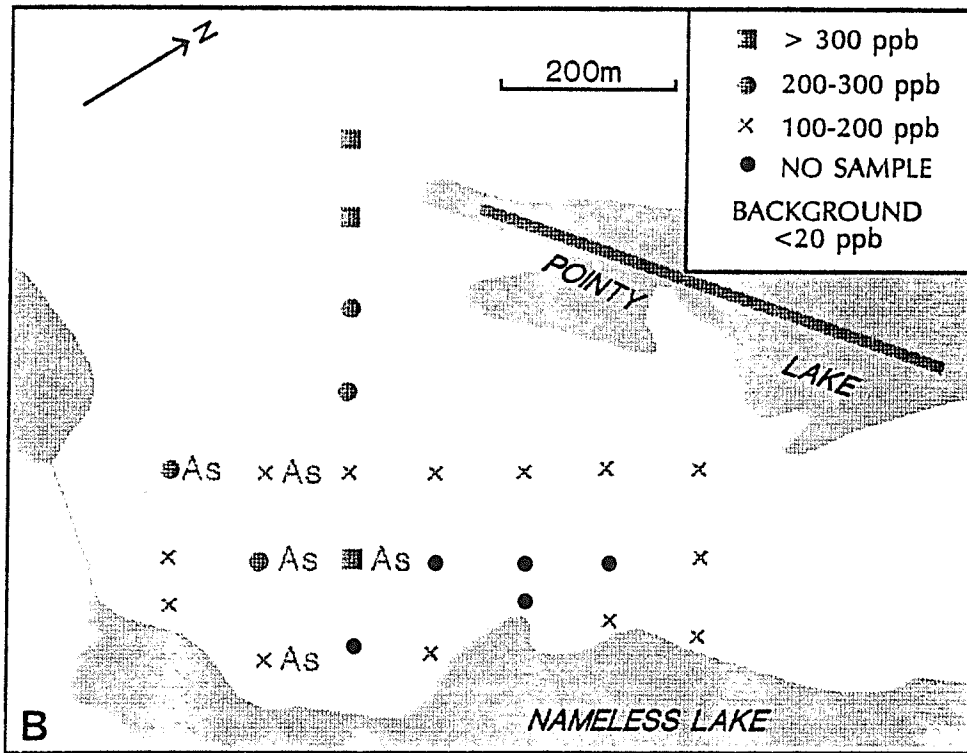 N
200m
> 300 ppb
200-300 ppb
× 100-200 ppb
NO SAMPLE
BACKGROUND
<20 ppb
POINTY
LAKE
As
As
As
As
As
B
NAMELESS LAKE